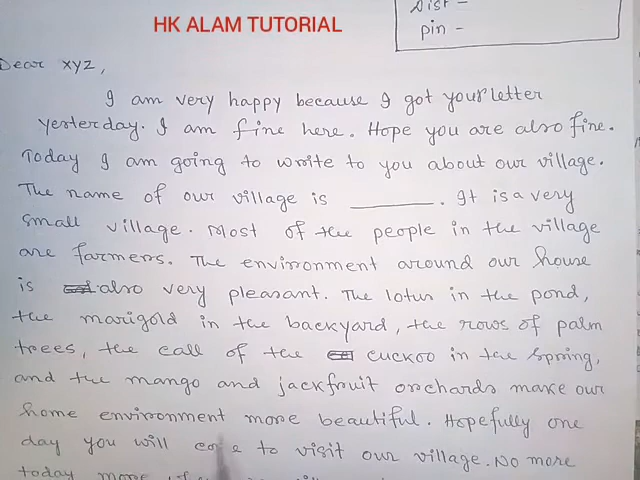 HK ALAM TUTORIAL
Dist -
Pin -
Dear xyz,
I am very happy because I got your letter
yesterday. I am fine here. Hope you are also fine.
Today I am going to write to you about our village.
The name of our village is ________. It is a very
small village. Most of the people in the village
are farmers. The environment around our house
is also very pleasant. The lotus in the pond,
the marigold in the backyard, the rows of palm
trees, the call of the cuckoo in the spring,
and the mango and jackfruit orchards make our
home environment more beautiful. Hopefully one
day you will come to visit our village. No more
today more